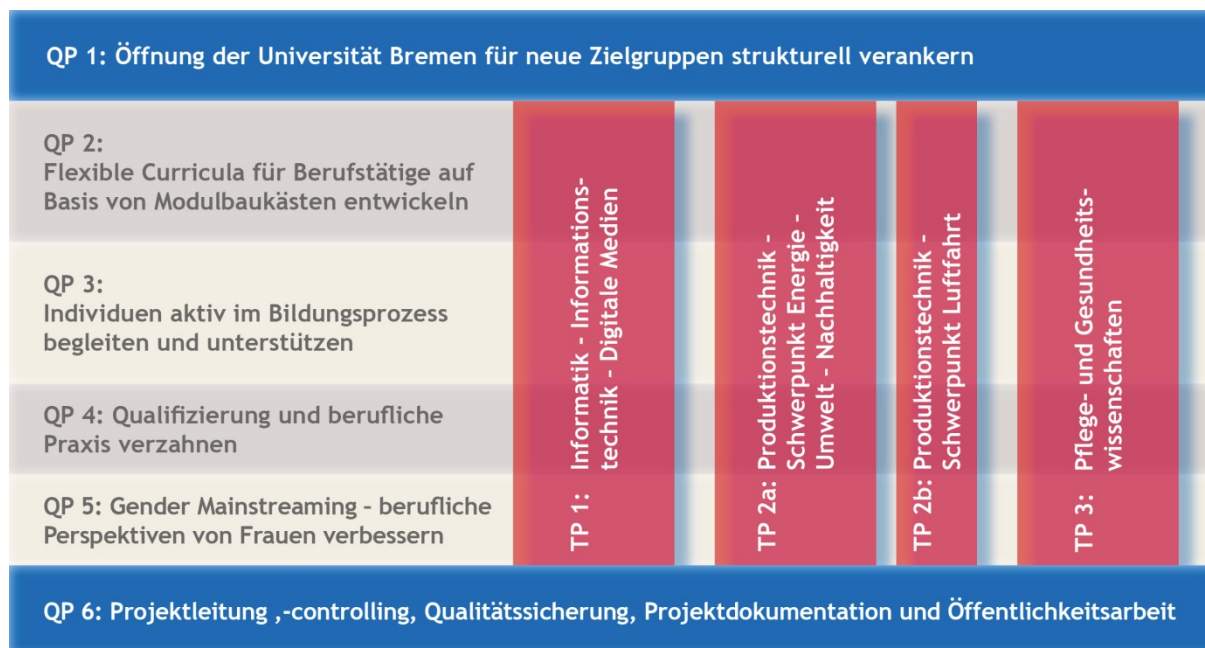 QP 1: Öffnung der Universität Bremen für neue Zielgruppen strukturell verankern
QP 2:
Flexible Curricula für Berufstätige auf
Basis von Modulbaukästen entwickeln
QP 3:
Individuen aktiv im Bildungsprozess
begleiten und unterstützen
QP 4: Qualifizierung und berufliche
Praxis verzahnen
QP 5: Gender Mainstreaming - berufliche
Perspektiven von Frauen verbessern
TP 1: Informatik - Informations-
technik - Digitale Medien
TP 2a: Produktionstechnik -
Schwerpunkt Energie -
Umwelt - Nachhaltigkeit
TP 2b: Produktionstechnik -
Schwerpunkt Luftfahrt
TP 3: Pflege- und Gesundheits-
wissenschaften
QP 6: Projektleitung ,-controlling, Qualitätssicherung, Projektdokumentation und Öffentlichkeitsarbeit